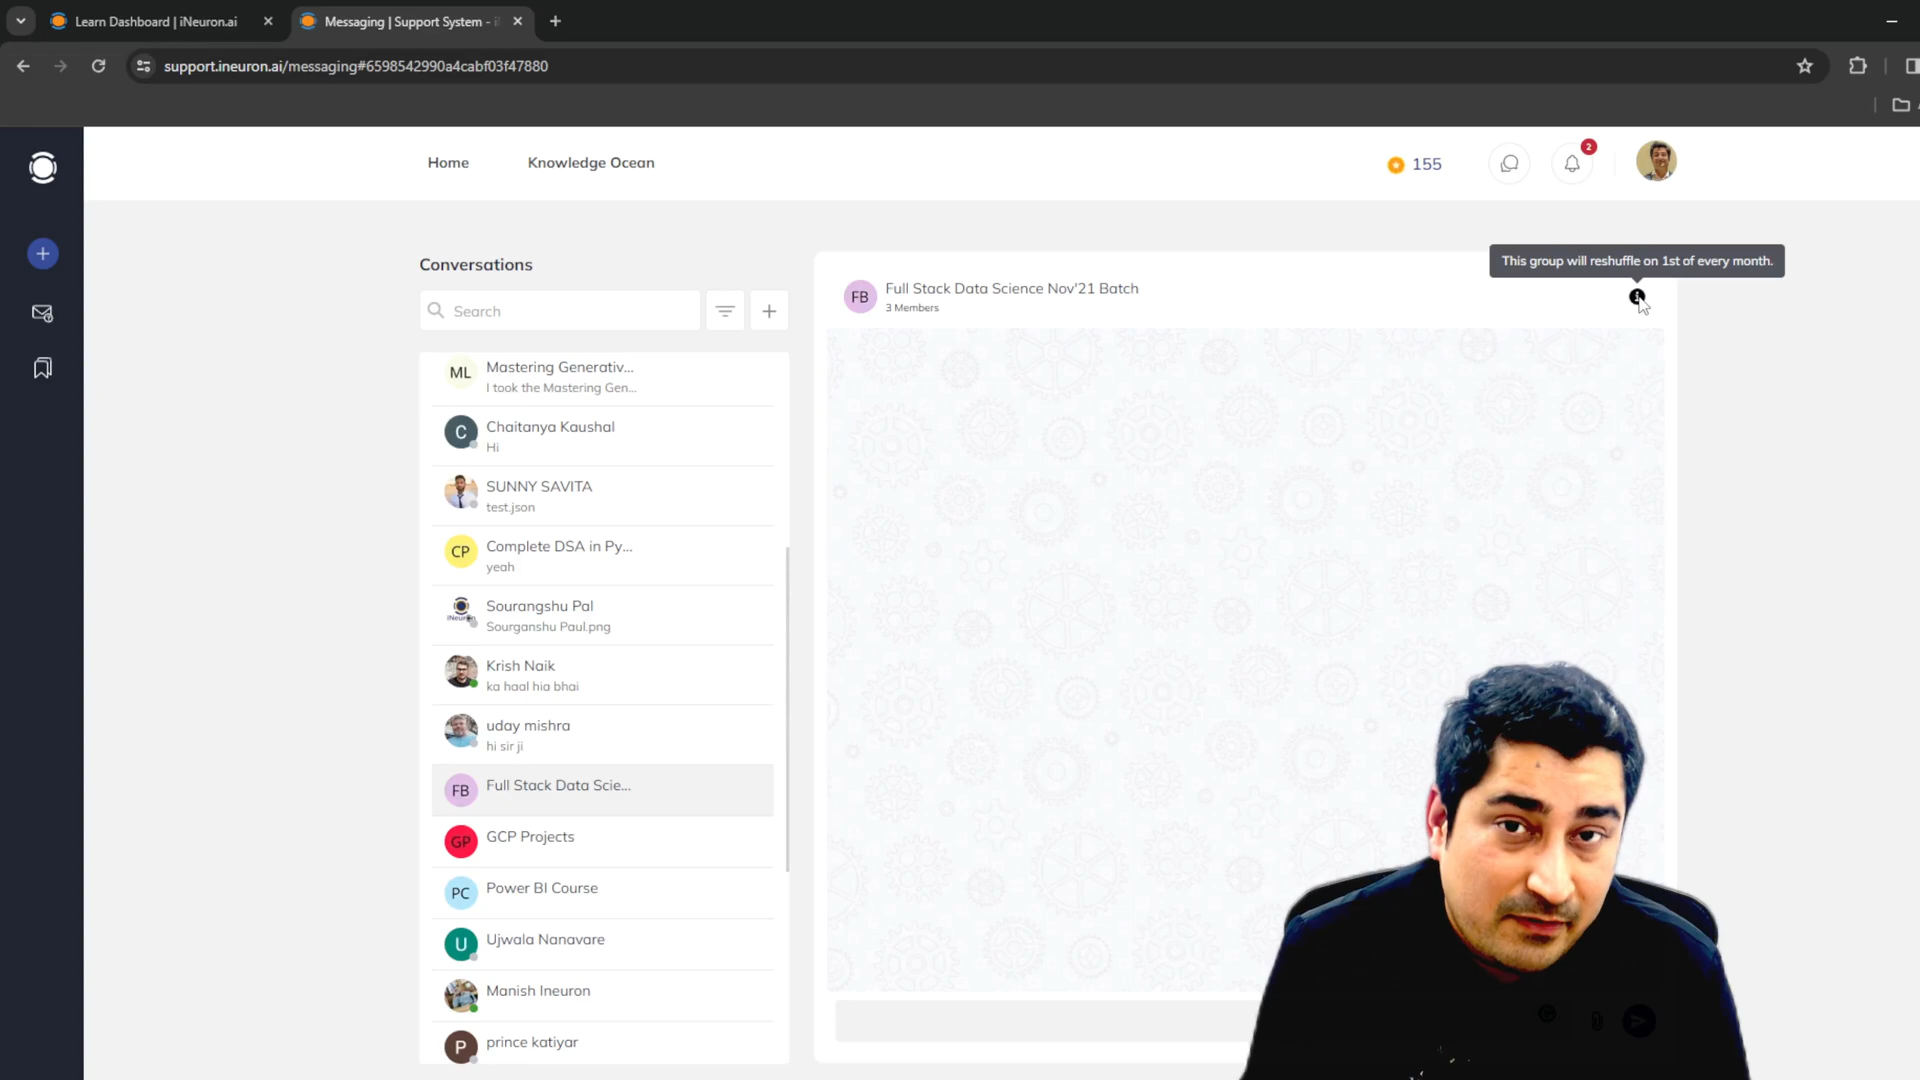 Learn Dashboard | iNeuron.ai
Messaging | Support System - i
support.ineuron.ai/messaging#6598542990a4cabf03f47880
Home
Knowledge Ocean
155
2
This group will reshuffle on 1st of every month.
Conversations
Search
FB
Full Stack Data Science Nov'21 Batch
3 Members
ML
Mastering Generativ...
I took the Mastering Gen...
C
Chaitanya Kaushal
Hi
SUNNY SAVITA
test.json
CP
Complete DSA in Py...
yeah
Sourangshu Pal
Sourganshu Paul.png
Krish Naik
ka haal hia bhai
uday mishra
hi sir ji
FB
Full Stack Data Scie...
GP
GCP Projects
PC
Power BI Course
U
Ujwala Nanavare
Manish Ineuron
P
prince katiyar